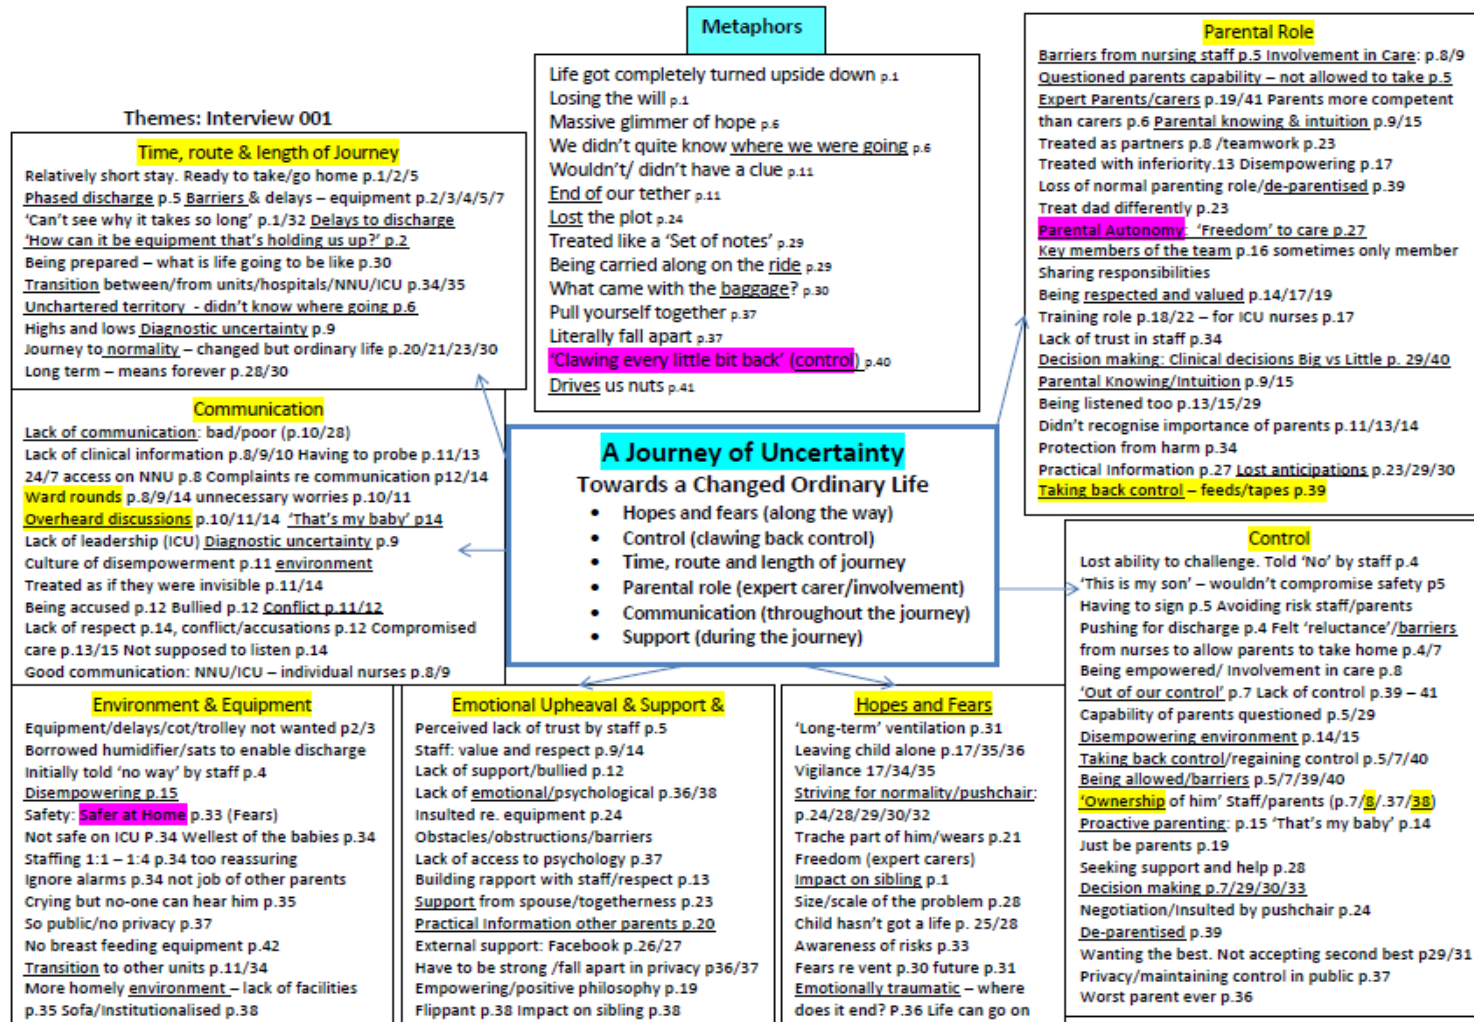 Metaphors
Life got completely turned upside down p.1
Losing the will p.1
Massive glimmer of hope p.6
We didn't quite know where we were going p.6
Wouldn't/ didn't have a clue p.11
End of our tether p.11
Lost the plot p.24
Treated like a 'Set of notes' p.29
Being carried along on the ride p.29
What came with the baggage? p.30
Pull yourself together p.37
Literally fall apart p.37
'Clawing every little bit back' (control) p.40
Drives us nuts p.41
Themes: Interview 001
Time, route & length of Journey
Relatively short stay. Ready to take/go home p.1/2/5
Phased discharge p.5 Barriers & delays – equipment p.2/3/4/5/7
'Can't see why it takes so long' p.1/32 Delays to discharge
'How can it be equipment that's holding us up?' p.2
Being prepared – what is life going to be like p.30
Transition between/from units/hospitals/NNU/ICU p.34/35
Unchartered territory - didn't know where going p.6
Highs and lows Diagnostic uncertainty p.9
Journey to normality – changed but ordinary life p.20/21/23/30
Long term – means forever p.28/30
Communication
Lack of communication: bad/poor (p.10/28)
Lack of clinical information p.8/9/10 Having to probe p.11/13
24/7 access on NNU p.8 Complaints re communication p12/14
Ward rounds p.8/9/14 unnecessary worries p.10/11
Overheard discussions p.10/11/14 'That's my baby' p14
Lack of leadership (ICU) Diagnostic uncertainty p.9
Culture of disempowerment p.11 environment
Treated as if they were invisible p.11/14
Being accused p.12 Bullied p.12 Conflict p.11/12
Lack of respect p.14, conflict/accusations p.12 Compromised
care p.13/15 Not supposed to listen p.14
Good communication: NNU/ICU – individual nurses p.8/9
A Journey of Uncertainty
Towards a Changed Ordinary Life
• Hopes and fears (along the way)
• Control (clawing back control)
• Time, route and length of journey
• Parental role (expert carer/involvement)
• Communication (throughout the journey)
• Support (during the journey)
Parental Role
Barriers from nursing staff p.5 Involvement in Care: p.8/9
Questioned parents capability – not allowed to take p.5
Expert Parents/carers p.19/41 Parents more competent
than carers p.6 Parental knowing & intuition p.9/15
Treated as partners p.8 /teamwork p.23
Treated with inferiority.13 Disempowering p.17
Loss of normal parenting role/de-parentised p.39
Treat dad differently p.23
Parental Autonomy: 'Freedom' to care p.27
Key members of the team p.16 sometimes only member
Sharing responsibilities
Being respected and valued p.14/17/19
Training role p.18/22 – for ICU nurses p.17
Lack of trust in staff p.34
Decision making: Clinical decisions Big vs Little p. 29/40
Parental Knowing/Intuition p.9/15
Being listened too p.13/15/29
Didn't recognise importance of parents p.11/13/14
Protection from harm p.34
Practical Information p.27 Lost anticipations p.23/29/30
Taking back control – feeds/tapes p.39
Environment & Equipment
Equipment/delays/cot/trolley not wanted p2/3
Borrowed humidifier/sats to enable discharge
Initially told 'no way' by staff p.4
Disempowering p.15
Safety: Safer at Home p.33 (Fears)
Not safe on ICU P.34 Wellest of the babies p.34
Staffing 1:1 – 1:4 p.34 too reassuring
Ignore alarms p.34 not job of other parents
Crying but no-one can hear him p.35
So public/no privacy p.37
No breast feeding equipment p.42
Transition to other units p.11/34
More homely environment – lack of facilities
p.35 Sofa/Institutionalised p.38
Emotional Upheaval & Support &
Perceived lack of trust by staff p.5
Staff: value and respect p.9/14
Lack of support/bullied p.12
Lack of emotional/psychological p.36/38
Insulted re. equipment p.24
Obstacles/obstructions/barriers
Lack of access to psychology p.37
Building rapport with staff/respect p.13
Support from spouse/togetherness p.23
Practical Information other parents p.20
External support: Facebook p.26/27
Have to be strong /fall apart in privacy p36/37
Empowering/positive philosophy p.19
Flippant p.38 Impact on sibling p.38
Hopes and Fears
'Long-term' ventilation p.31
Leaving child alone p.17/35/36
Vigilance 17/34/35
Striving for normality/pushchair:
p.24/28/29/30/32
Trache part of him/wears p.21
Freedom (expert carers)
Impact on sibling p.1
Size/scale of the problem p.28
Child hasn't got a life p. 25/28
Awareness of risks p.33
Fears re vent p.30 future p.31
Emotionally traumatic – where
does it end? P.36 Life can go on
Control
Lost ability to challenge. Told 'No' by staff p.4
'This is my son' – wouldn't compromise safety p5
Having to sign p.5 Avoiding risk staff/parents
Pushing for discharge p.4 Felt 'reluctance'/barriers
from nurses to allow parents to take home p.4/7
Being empowered/ Involvement in care p.8
'Out of our control' p.7 Lack of control p.39 – 41
Capability of parents questioned p.5/29
Disempowering environment p.14/15
Taking back control/regaining control p.5/7/40
Being allowed/barriers p.5/7/39/40
'Ownership of him' Staff/parents (p.7/8/.37/38)
Proactive parenting: p.15 'That's my baby' p.14
Just be parents p.19
Seeking support and help p.28
Decision making p.7/29/30/33
Negotiation/Insulted by pushchair p.24
De-parentised p.39
Wanting the best. Not accepting second best p29/31
Privacy/maintaining control in public p.37
Worst parent ever p.36